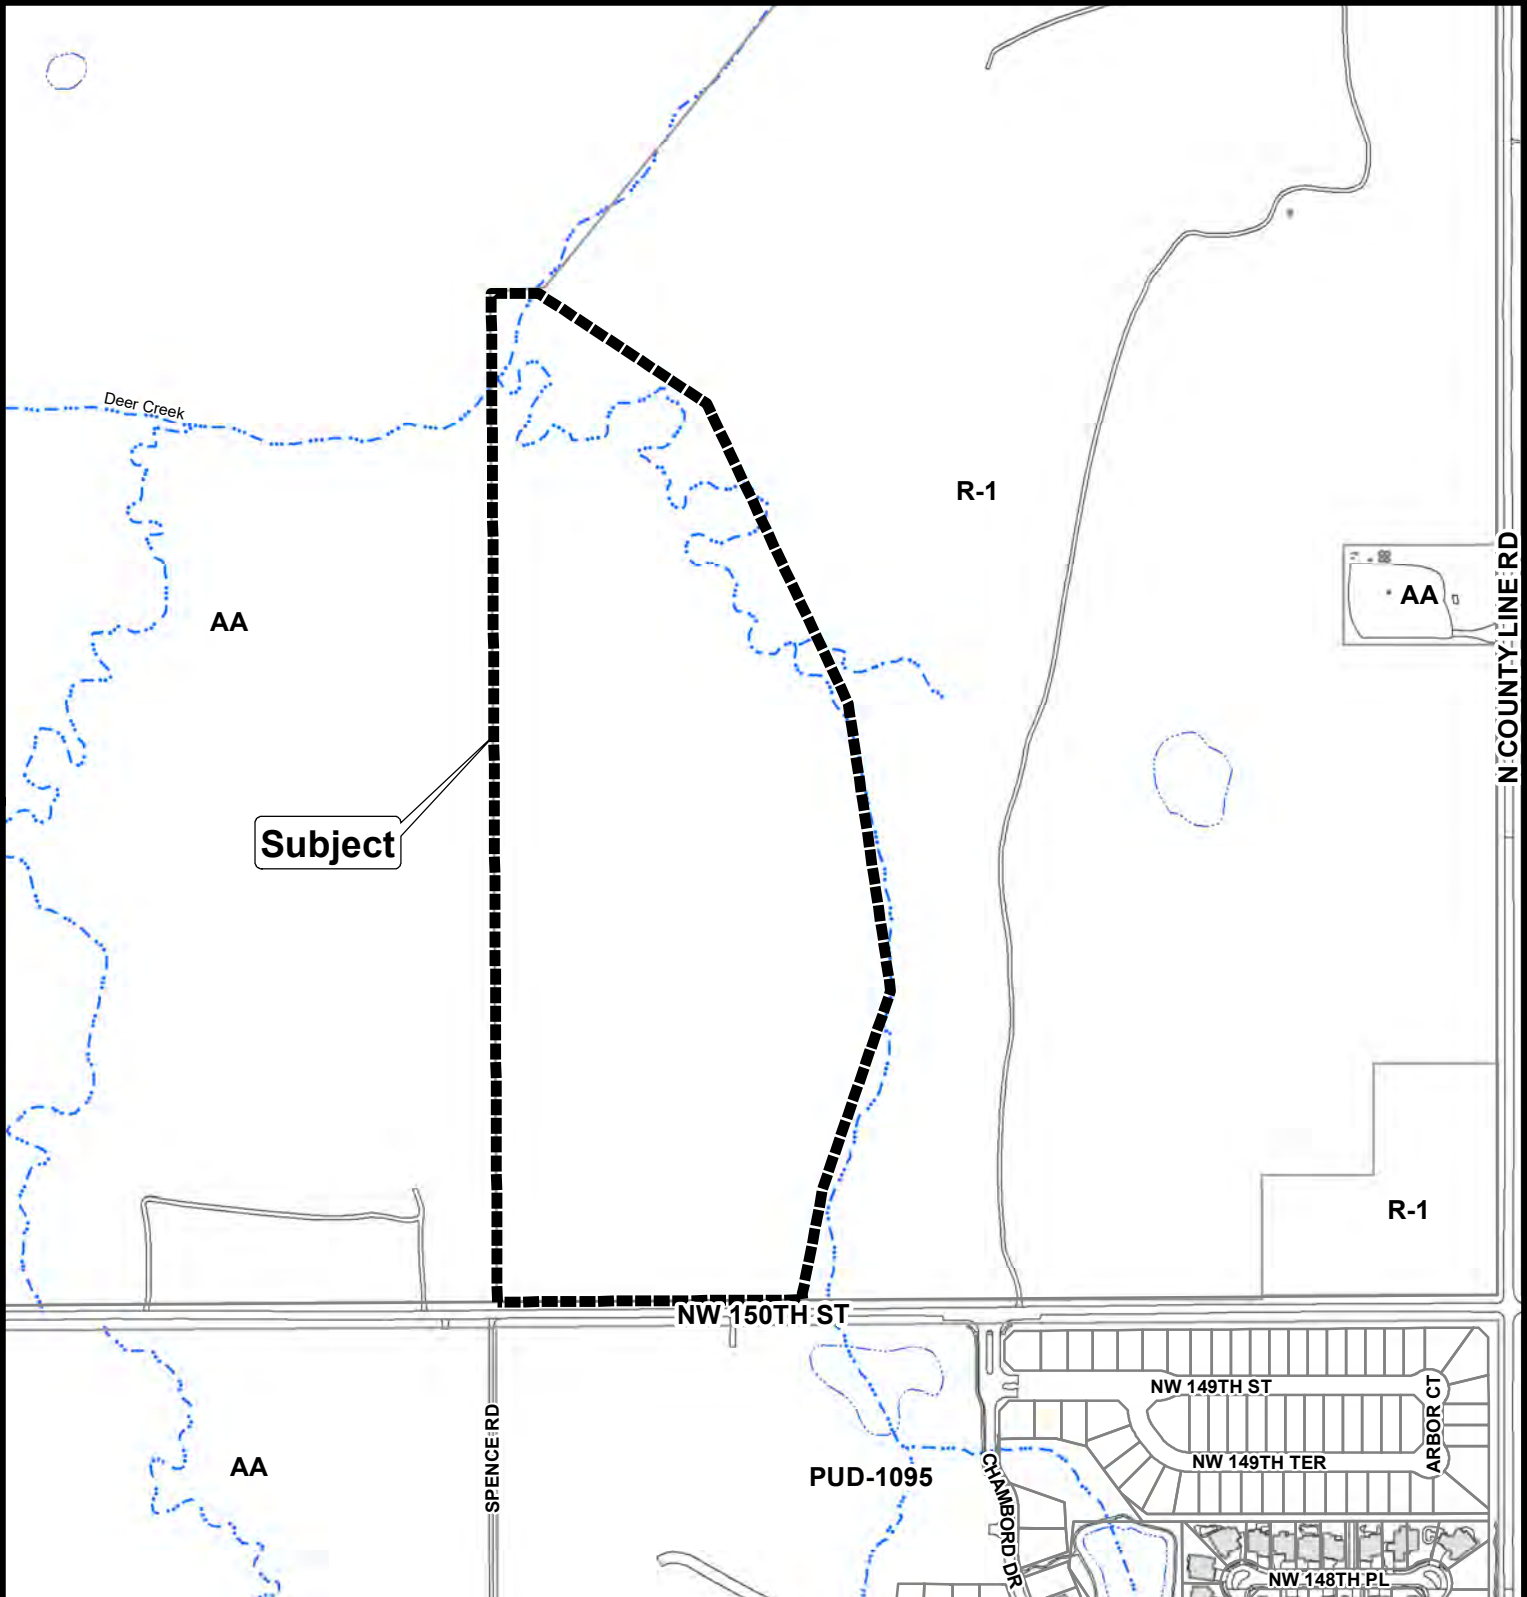 Deer Creek
R-1
AA
N COUNTY LINE RD
AA
Subject
R-1
NW 150TH ST
NW 149TH ST
ARBOR CT
SPENCE RD
AA
PUD-1095
CHAMBORD DR
NW 149TH TER
NW 148TH PL